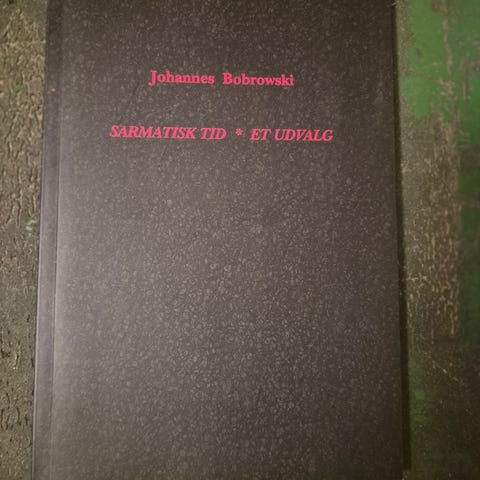 Johannes Bobrowski
SARMATISK TID * ET UDVALG